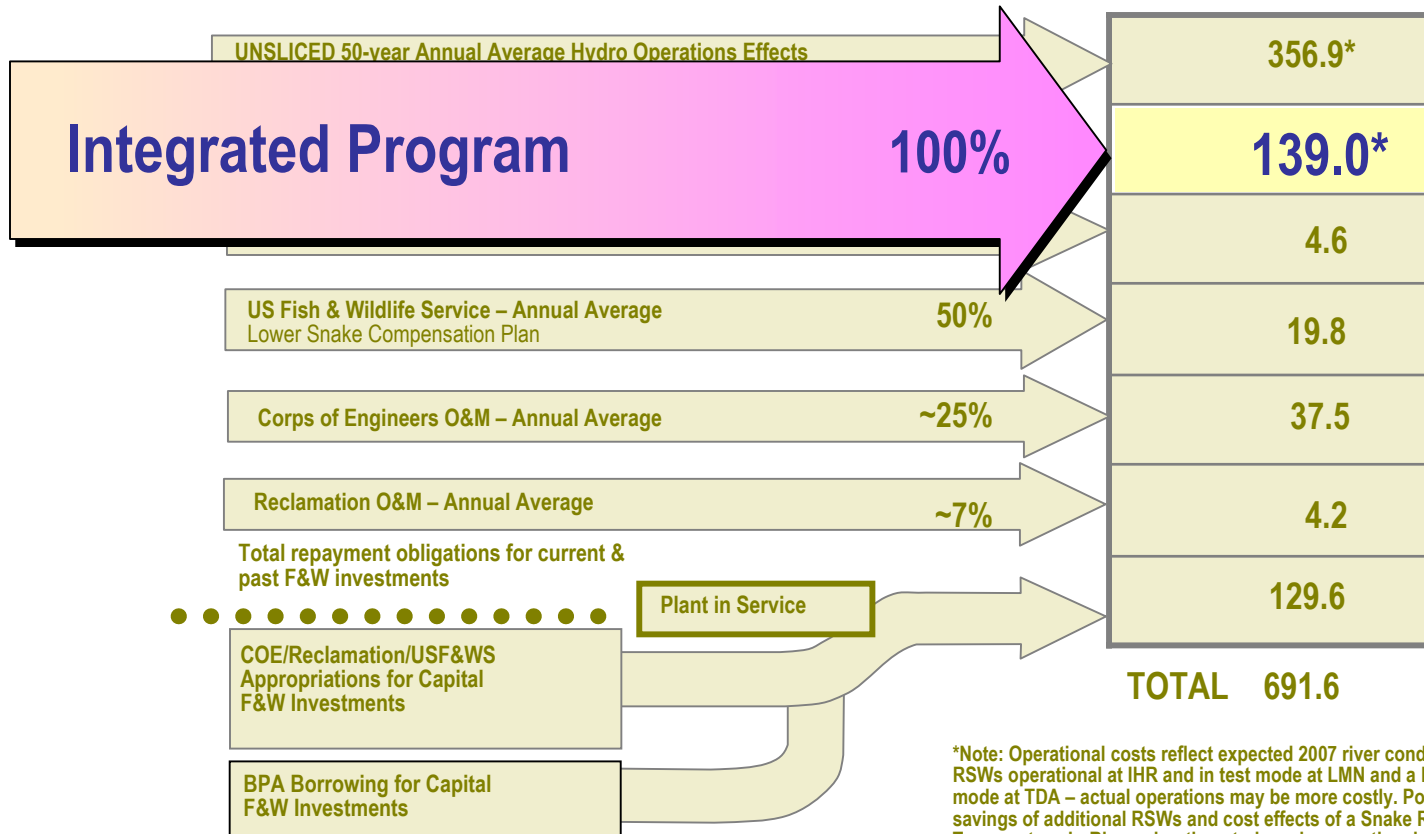 UNSLICED 50-year Annual Average Hydro Operations Effects
356.9*
Integrated Program 100%
139.0*
4.6
US Fish & Wildlife Service – Annual Average
Lower Snake Compensation Plan
50%
19.8
Corps of Engineers O&M – Annual Average
~25%
37.5
Reclamation O&M – Annual Average
~7%
4.2
Total repayment obligations for current &
past F&W investments
Plant in Service
129.6
COE/Reclamation/USF&WS
Appropriations for Capital
F&W Investments
TOTAL 691.6
BPA Borrowing for Capital
F&W Investments
*Note: Operational costs reflect expected 2007 river cond
RSWs operational at IHR and in test mode at LMN and a
mode at TDA – actual operations may be more costly. Po
savings of additional RSWs and cost effects of a Snake